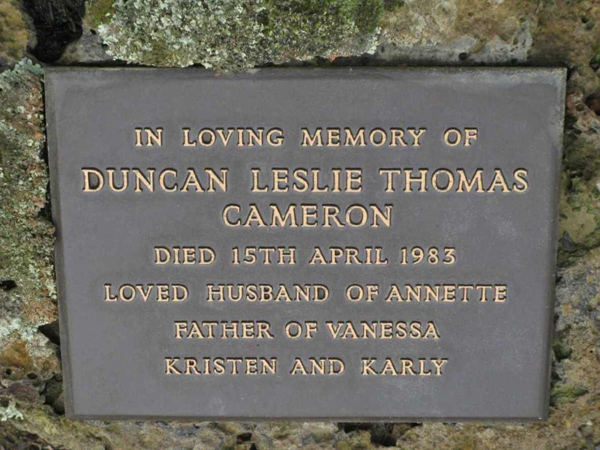 IN LOVING MEMORY OF
DUNCAN LESLIE THOMAS
CAMERON
DIED 15TH APRIL 1983
LOVED HUSBAND OF ANNETTE
FATHER OF VANESSA
KRISTEN AND KARLY